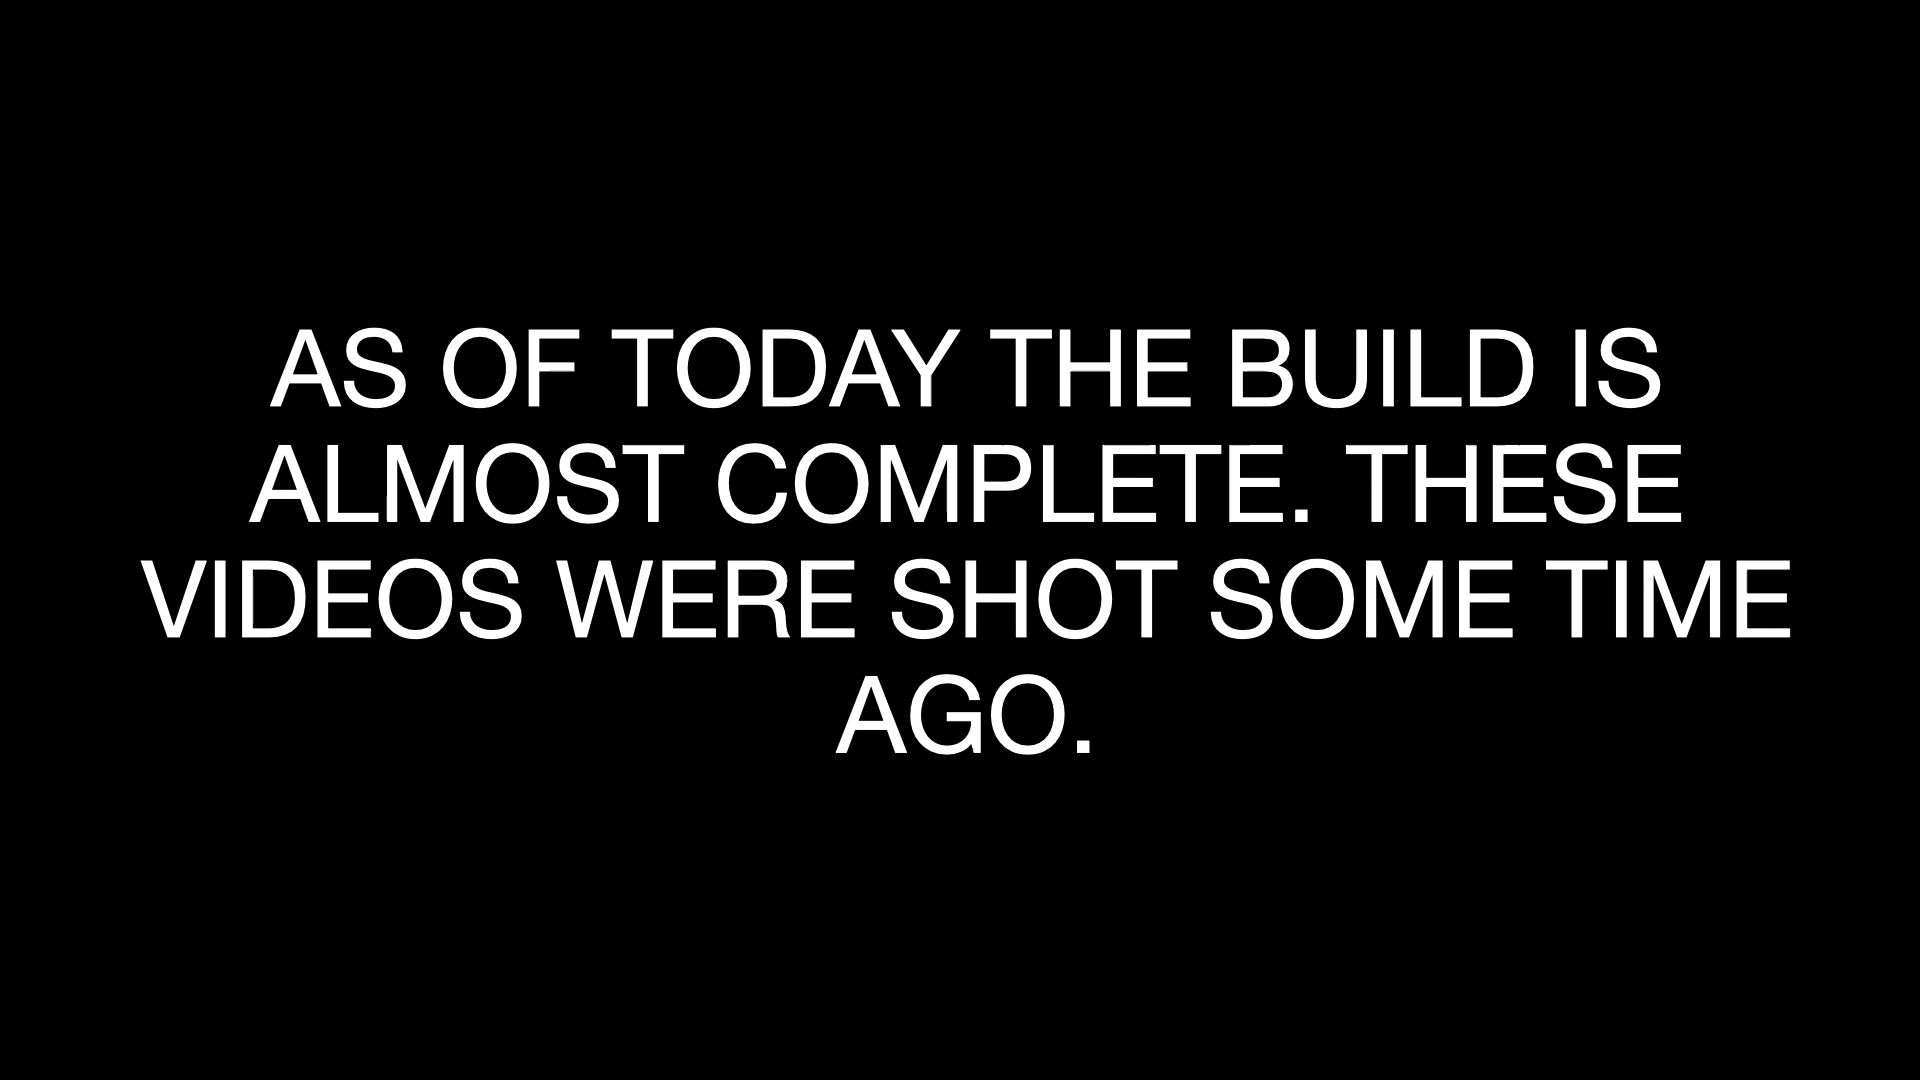 AS OF TODAY THE BUILD IS
ALMOST COMPLETE. THESE
VIDEOS WERE SHOT SOME TIME
AGO.